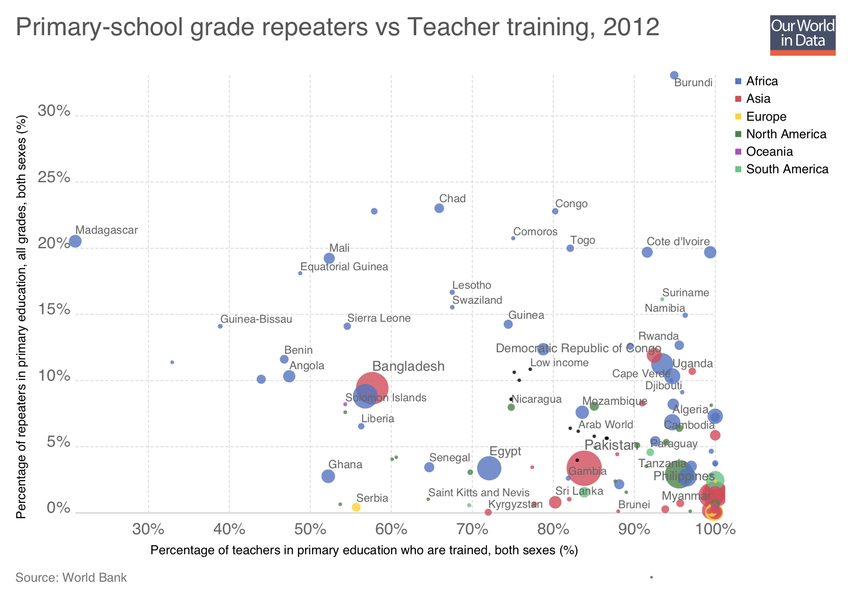 Primary-school grade repeaters vs Teacher training, 2012
Our World
in Data
Percentage of repeaters in primary education, all grades, both sexes (%)
30%
25%
20%
15%
10%
5%
0%
30%
40%
50%
60%
70%
80%
90%
100%
Percentage of teachers in primary education who are trained, both sexes (%)
Africa
Asia
Europe
North America
Oceania
South America
Burundi
Chad
Congo
Madagascar
Comoros
Togo
Cote d'Ivoire
Mali
Equatorial Guinea
Lesotho
Swaziland
Suriname
Namibia
Guinea-Bissau
Sierra Leone
Guinea
Rwanda
Benin
Angola
Bangladesh
Democratic Republic of Congo
Low income
Uganda
Cape Verde
Djibouti
Solomon Islands
Nicaragua
Mozambique
Algeria
Liberia
Arab World
Cambodia
Pakistan
Paraguay
Ghana
Senegal
Egypt
Gambia
Tanzania
Philippines
Serbia
Saint Kitts and Nevis
Kyrgyzstan
Sri Lanka
Brunei
Myanmar
Source: World Bank